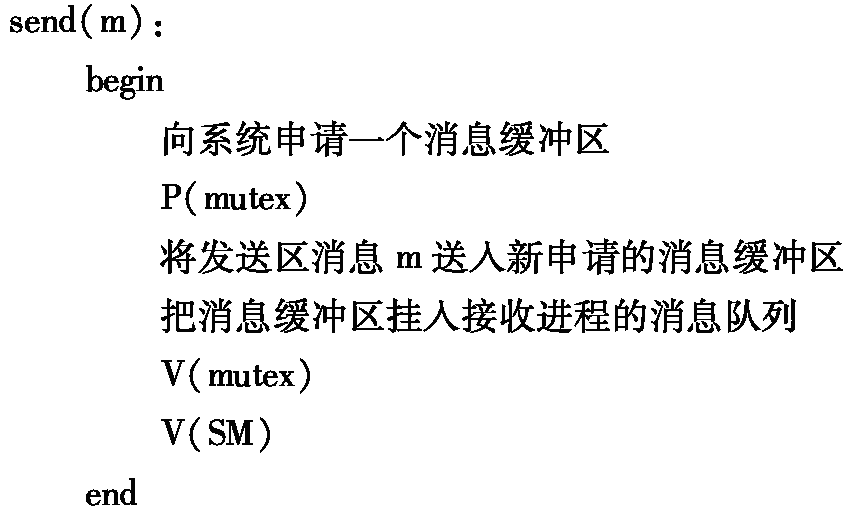 send(m)：
begin
向系统申请一个消息缓冲区
P(mutex)
将发送区消息 m 送入新申请的消息缓冲区
把消息缓冲区挂入接收进程的消息队列
V(mutex)
V(SM)
end